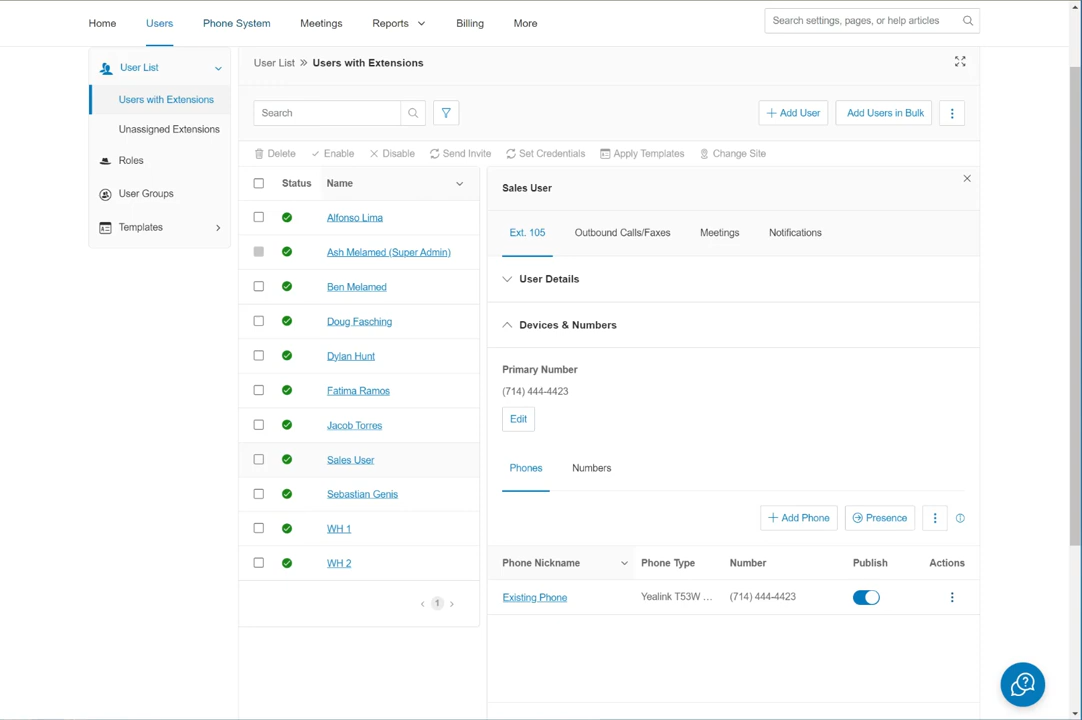 Home Users Phone System Meetings Reports Billing More
Search settings, pages, or help articles
User List
Users with Extensions
Unassigned Extensions
Roles
User Groups
Templates
User List » Users with Extensions
Search
+ Add User Add Users in Bulk
Delete Enable Disable Send Invite Set Credentials Apply Templates Change Site
Status Name
Alfonso Lima
Ash Melamed (Super Admin)
Ben Melamed
Doug Fasching
Dylan Hunt
Fatima Ramos
Jacob Torres
Sales User
Sebastian Genis
WH 1
WH 2
1
Sales User
Ext. 105 Outbound Calls/Faxes Meetings Notifications
User Details
Devices & Numbers
Primary Number
(714) 444-4423
Edit
Phones Numbers
+ Add Phone Presence
Phone Nickname Phone Type Number Publish Actions
Existing Phone Yealink T53W ... (714) 444-4423